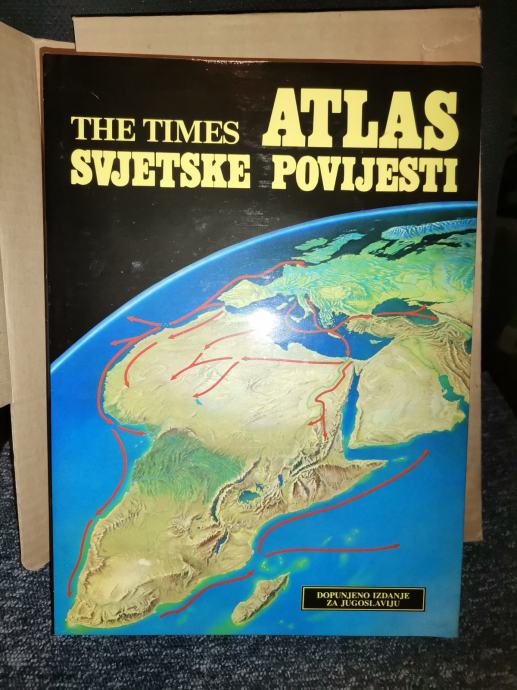 THE TIMES ATLAS
SVJETSKE POVIJESTI
DOPUNJENO IZDANJE
ZA JUGOSLAVIJU